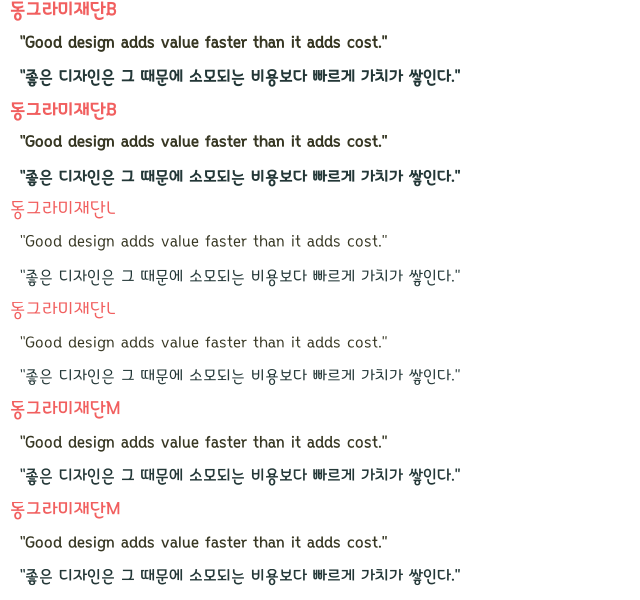 동그라미재단B
"Good design adds value faster than it adds cost."
"좋은 디자인은 그 때문에 소모되는 비용보다 빠르게 가치가 쌓인다."
동그라미재단B
"Good design adds value faster than it adds cost."
"좋은 디자인은 그 때문에 소모되는 비용보다 빠르게 가치가 쌓인다."
동그라미재단L
"Good design adds value faster than it adds cost."
"좋은 디자인은 그 때문에 소모되는 비용보다 빠르게 가치가 쌓인다."
동그라미재단L
"Good design adds value faster than it adds cost."
"좋은 디자인은 그 때문에 소모되는 비용보다 빠르게 가치가 쌓인다."
동그라미재단M
"Good design adds value faster than it adds cost."
"좋은 디자인은 그 때문에 소모되는 비용보다 빠르게 가치가 쌓인다."
동그라미재단M
"Good design adds value faster than it adds cost."
"좋은 디자인은 그 때문에 소모되는 비용보다 빠르게 가치가 쌓인다."